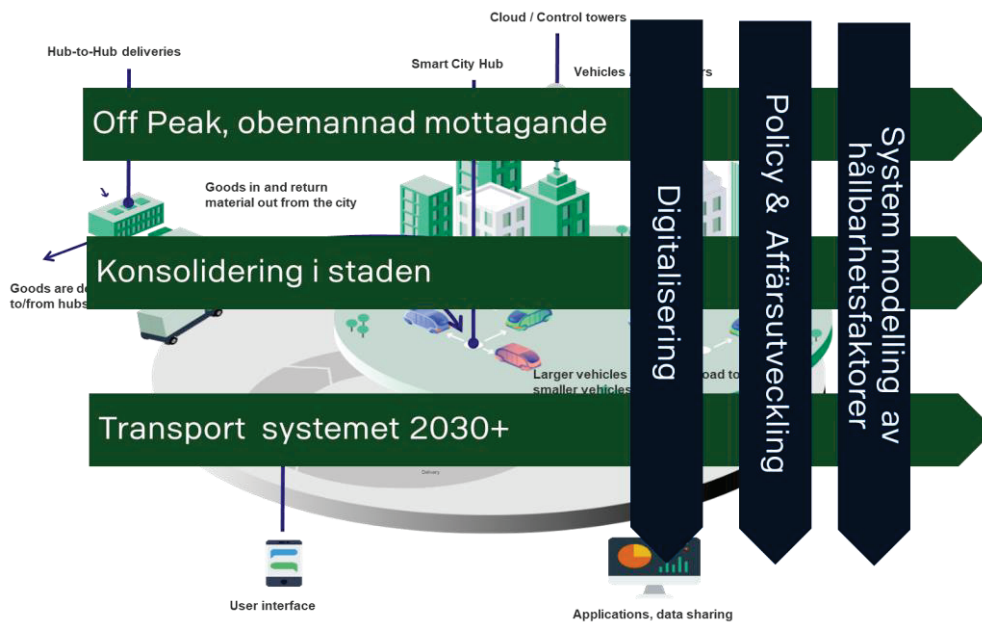 Cloud / Control towers
Hub-to-Hub deliveries
Smart City Hub
Vehicles
Off Peak, obemannad mottagande
Goods in and return
material out from the city
Konsolidering i staden
Goods are
to/from hubs
Larger vehicles
to
smaller vehicles
Transport systemet 2030+
Delivery
User interface
Applications, data sharing
Digitalisering
Policy & Affärsutveckling
System modelling av
hållbarhetsfaktorer